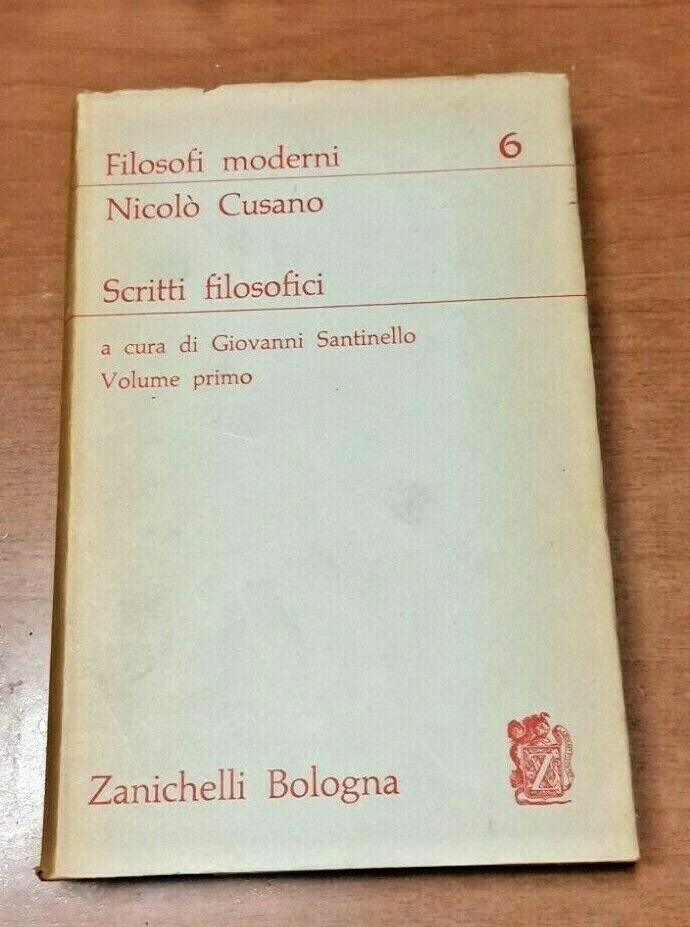 Filosofi moderni 6
Nicolò Cusano
Scritti filosofici
a cura di Giovanni Santinello
Volume primo
Zanichelli Bologna
Z